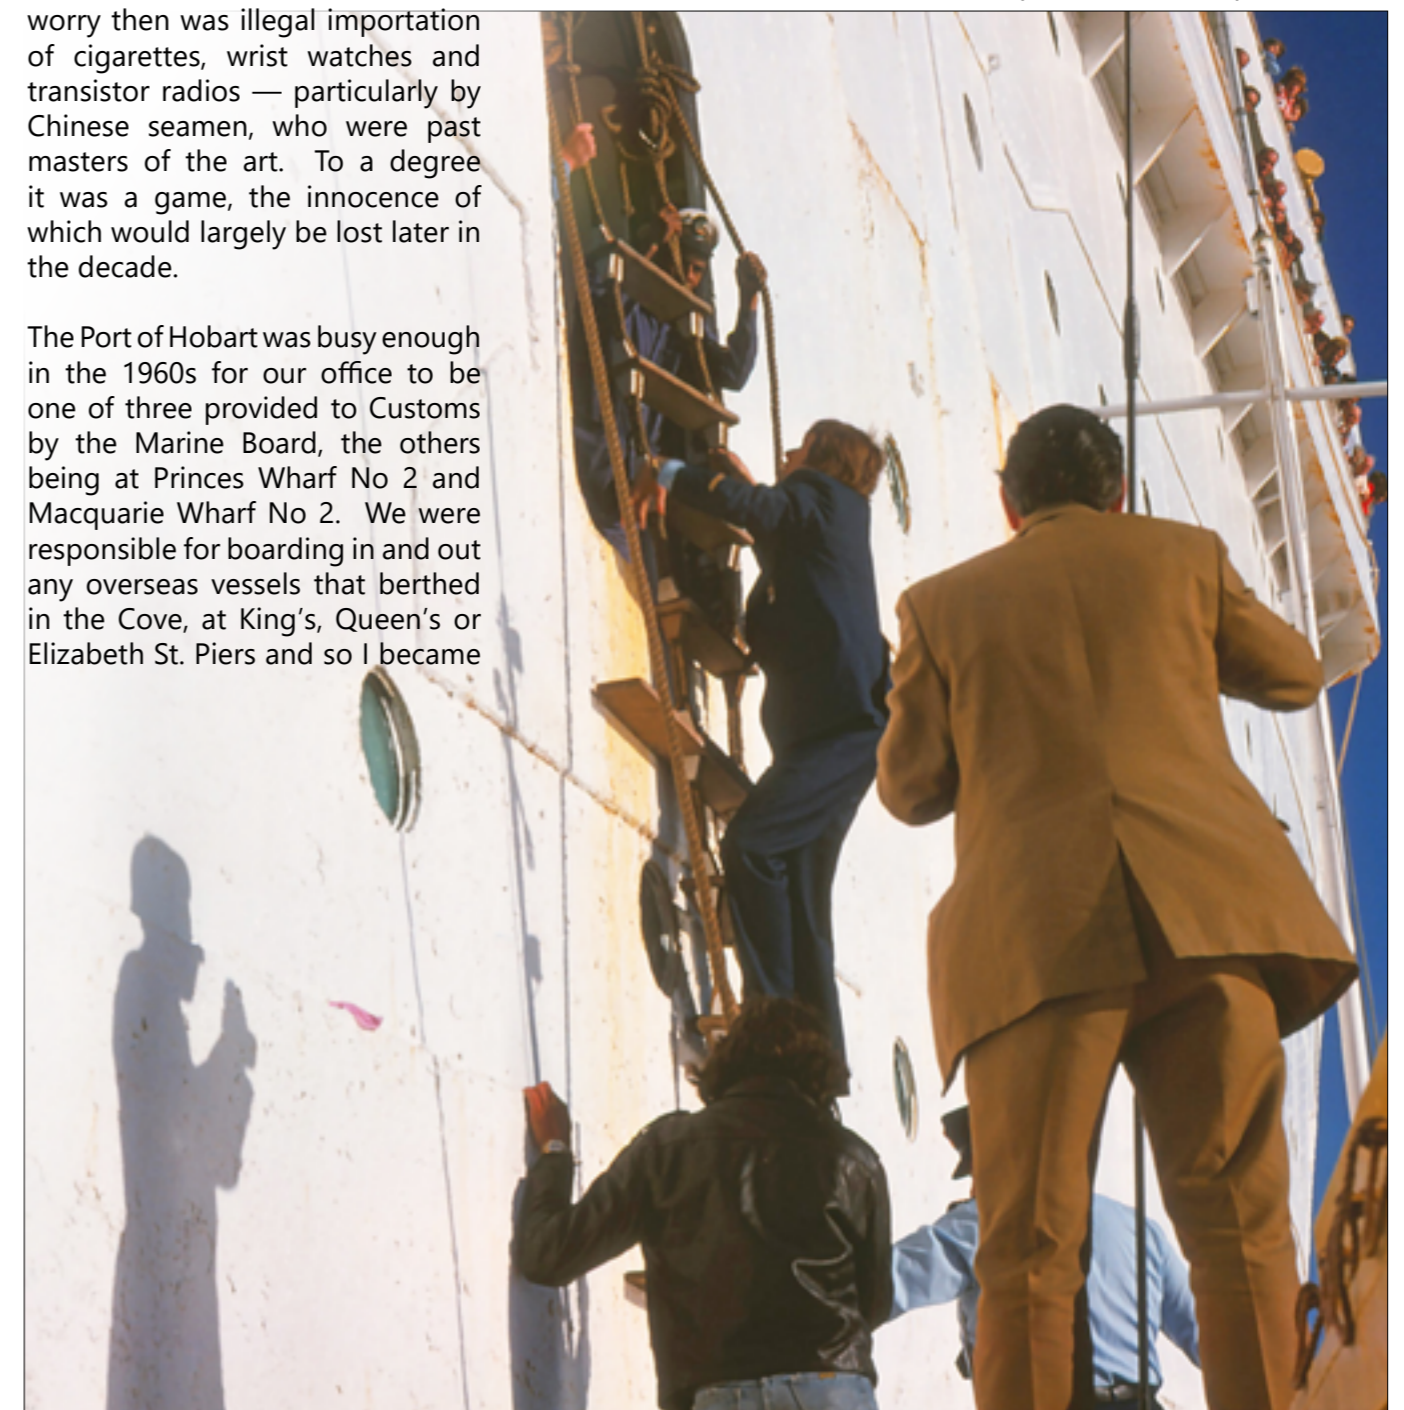 worry then was illegal importation
of cigarettes, wrist watches and
transistor radios — particularly by
Chinese seamen, who were past
masters of the art. To a degree
it was a game, the innocence of
which would largely be lost later in
the decade.
The Port of Hobart was busy enough
in the 1960s for our office to be
one of three provided to Customs
by the Marine Board, the others
being at Princes Wharf No 2 and
Macquarie Wharf No 2. We were
responsible for boarding in and out
any overseas vessels that berthed
in the Cove, at King's, Queen's or
Elizabeth St. Piers and so I became